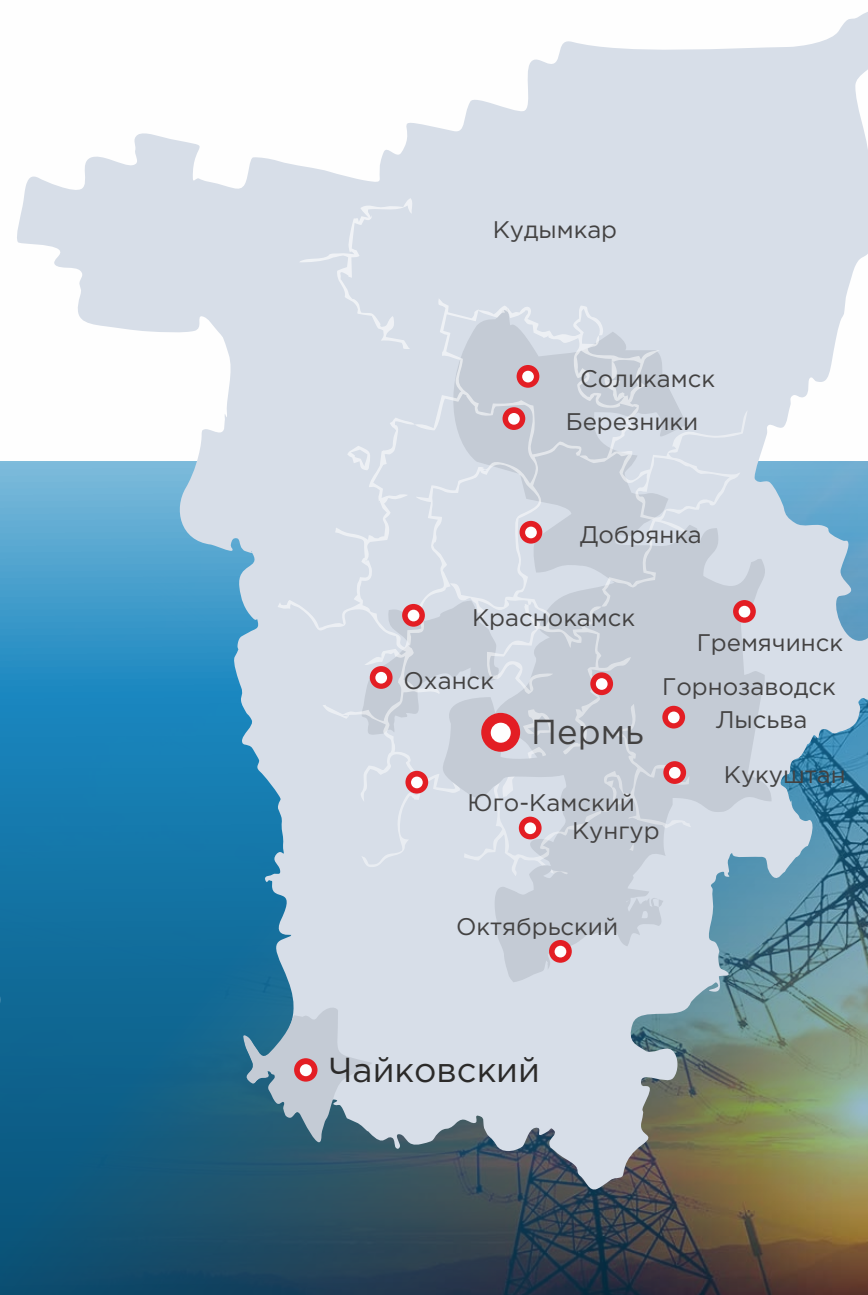 Кудымкар
Соликамск
Березники
Добрянка
Краснокамск
Гремячинск
Оханск
Горнозаводск
Лысьва
Пермь
Кукуштан
Юго-Камский
Кунгур
Октябрьский
Чайковский